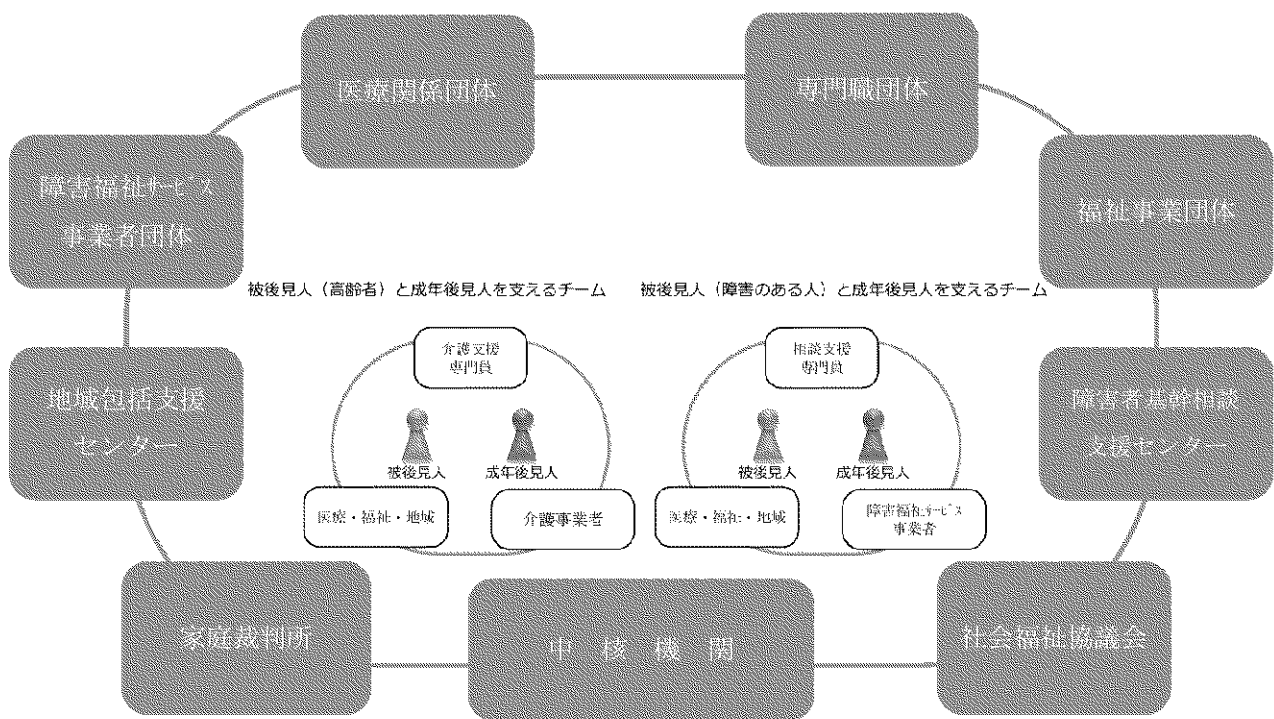 医療関係団体
専門職団体
障害福祉ｻｰﾋﾞｽ
事業者団体
福祉事業団体
被後見人（高齢者）と成年後見人を支えるチーム
被後見人（障害のある人）と成年後見人を支えるチーム
介護支援
専門員
被後見人
成年後見人
医療・福祉・地域
介護事業者
相談支援
専門員
被後見人
成年後見人
医療・福祉・地域
障害福祉ｻｰﾋﾞｽ
事業者
地域包括支援
センター
障害者基幹相談
支援センター
家庭裁判所
中　核　機　関
社会福祉協議会